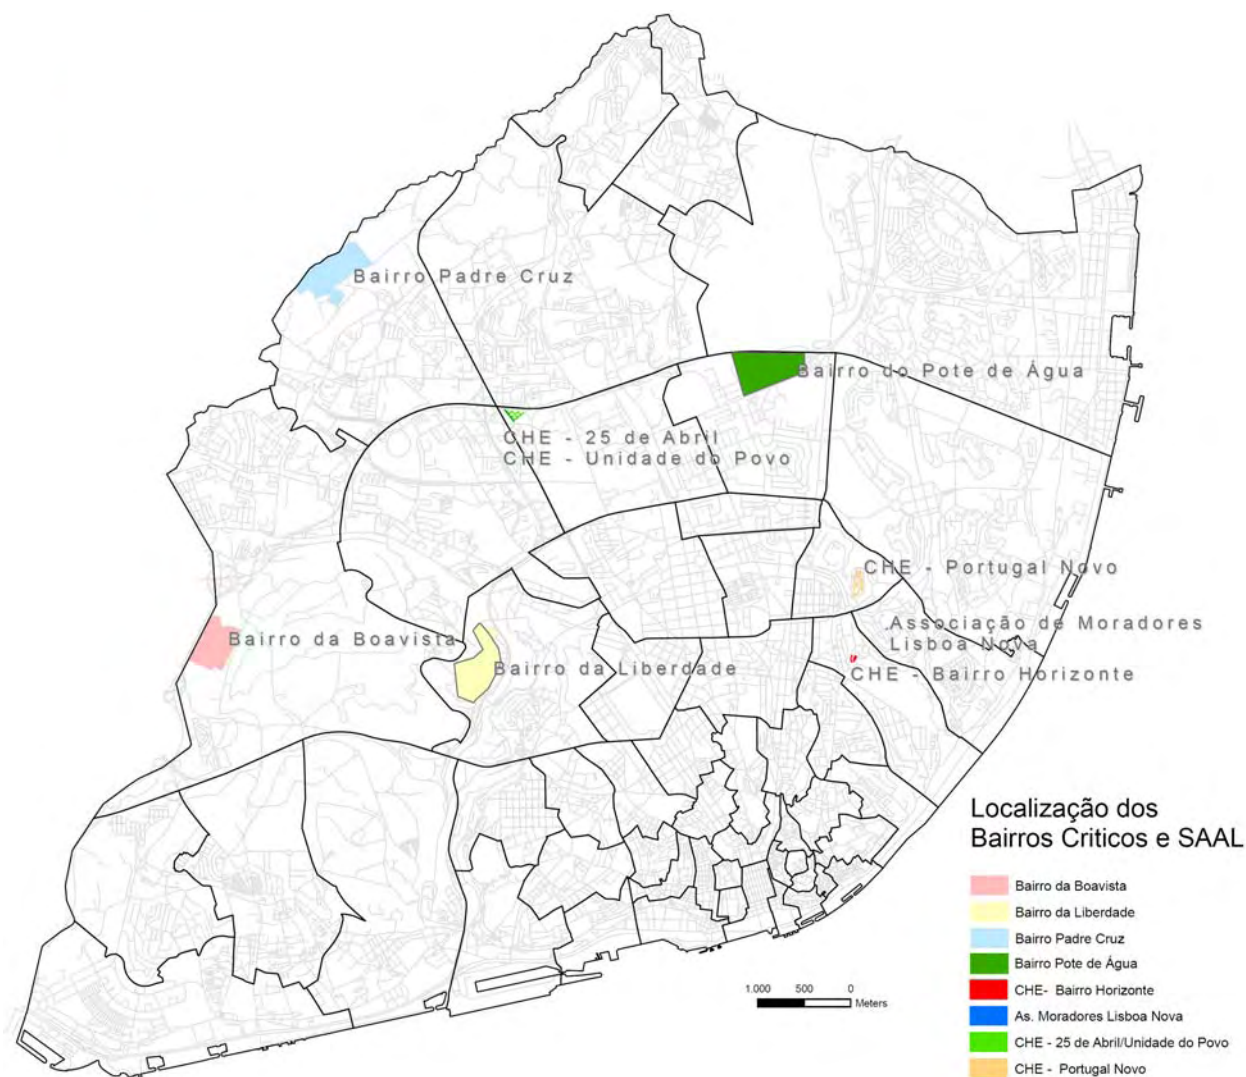 Bairro Padre Cruz
Bairro do Pote de Água
CHE - 25 de Abril
CHE - Unidade do Povo
CHE - Portugal Novo
Associação de Moradores
Lisboa Nova
Bairro da Boavista
Bairro da Liberdade
CHE - Bairro Horizonte
Localização dos
Bairros Criticos e SAAL
Bairro da Boavista
Bairro da Liberdade
Bairro Padre Cruz
Bairro Pote de Água
CHE- Bairro Horizonte
As. Moradores Lisboa Nova
CHE - 25 de Abril/Unidade do Povo
CHE - Portugal Novo
1.000 500 0
Meters